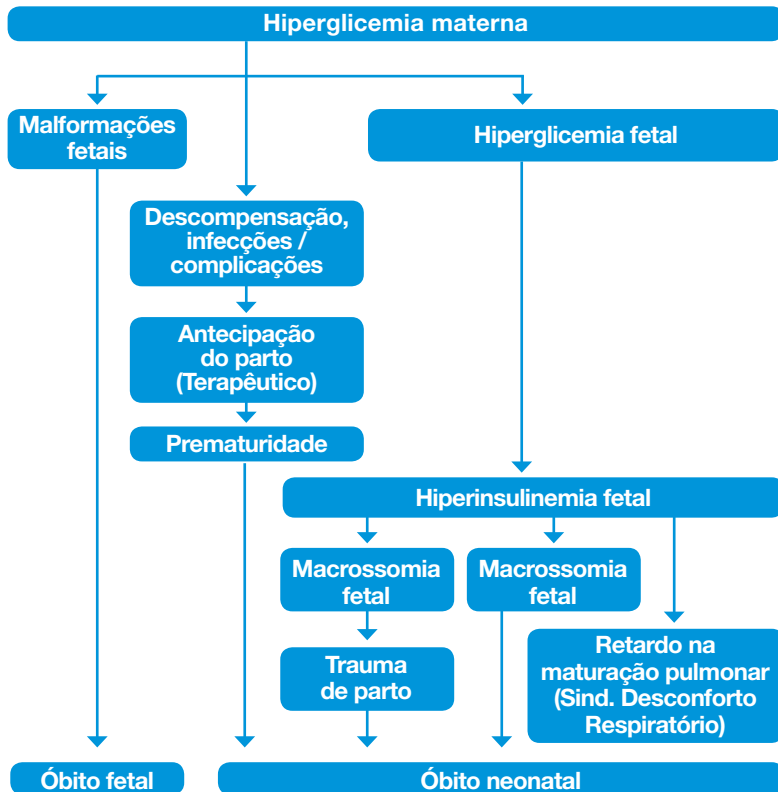 Hiperglicemia materna
Malformações
fetais
Hiperglicemia fetal
Descompensação,
infecções /
complicações
Antecipação
do parto
(Terapêutico)
Prematuridade
Hiperinsulinemia fetal
Macrossomia
fetal
Macrossomia
fetal
Trauma
de parto
Retardo na
maturação pulmonar
(Sind. Desconforto
Respiratório)
Óbito fetal
Óbito neonatal